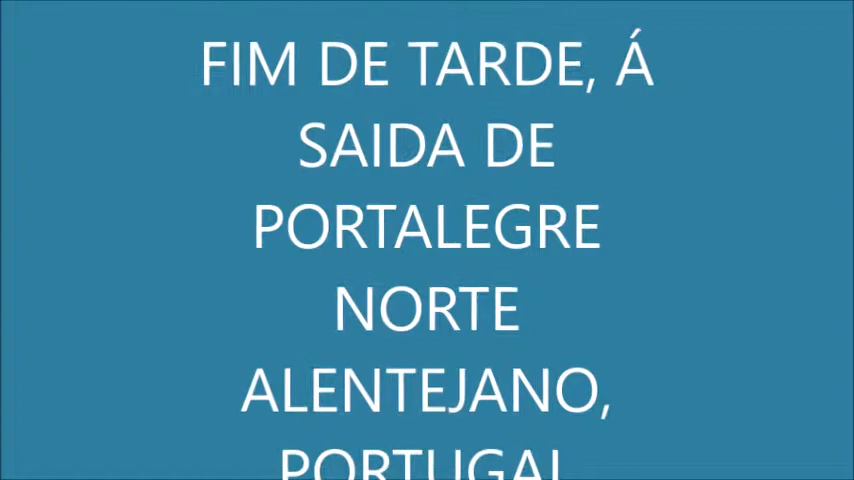 FIM DE TARDE, Á
SAIDA DE
PORTALEGRE
NORTE
ALENTEJANO,
PORTUGAL